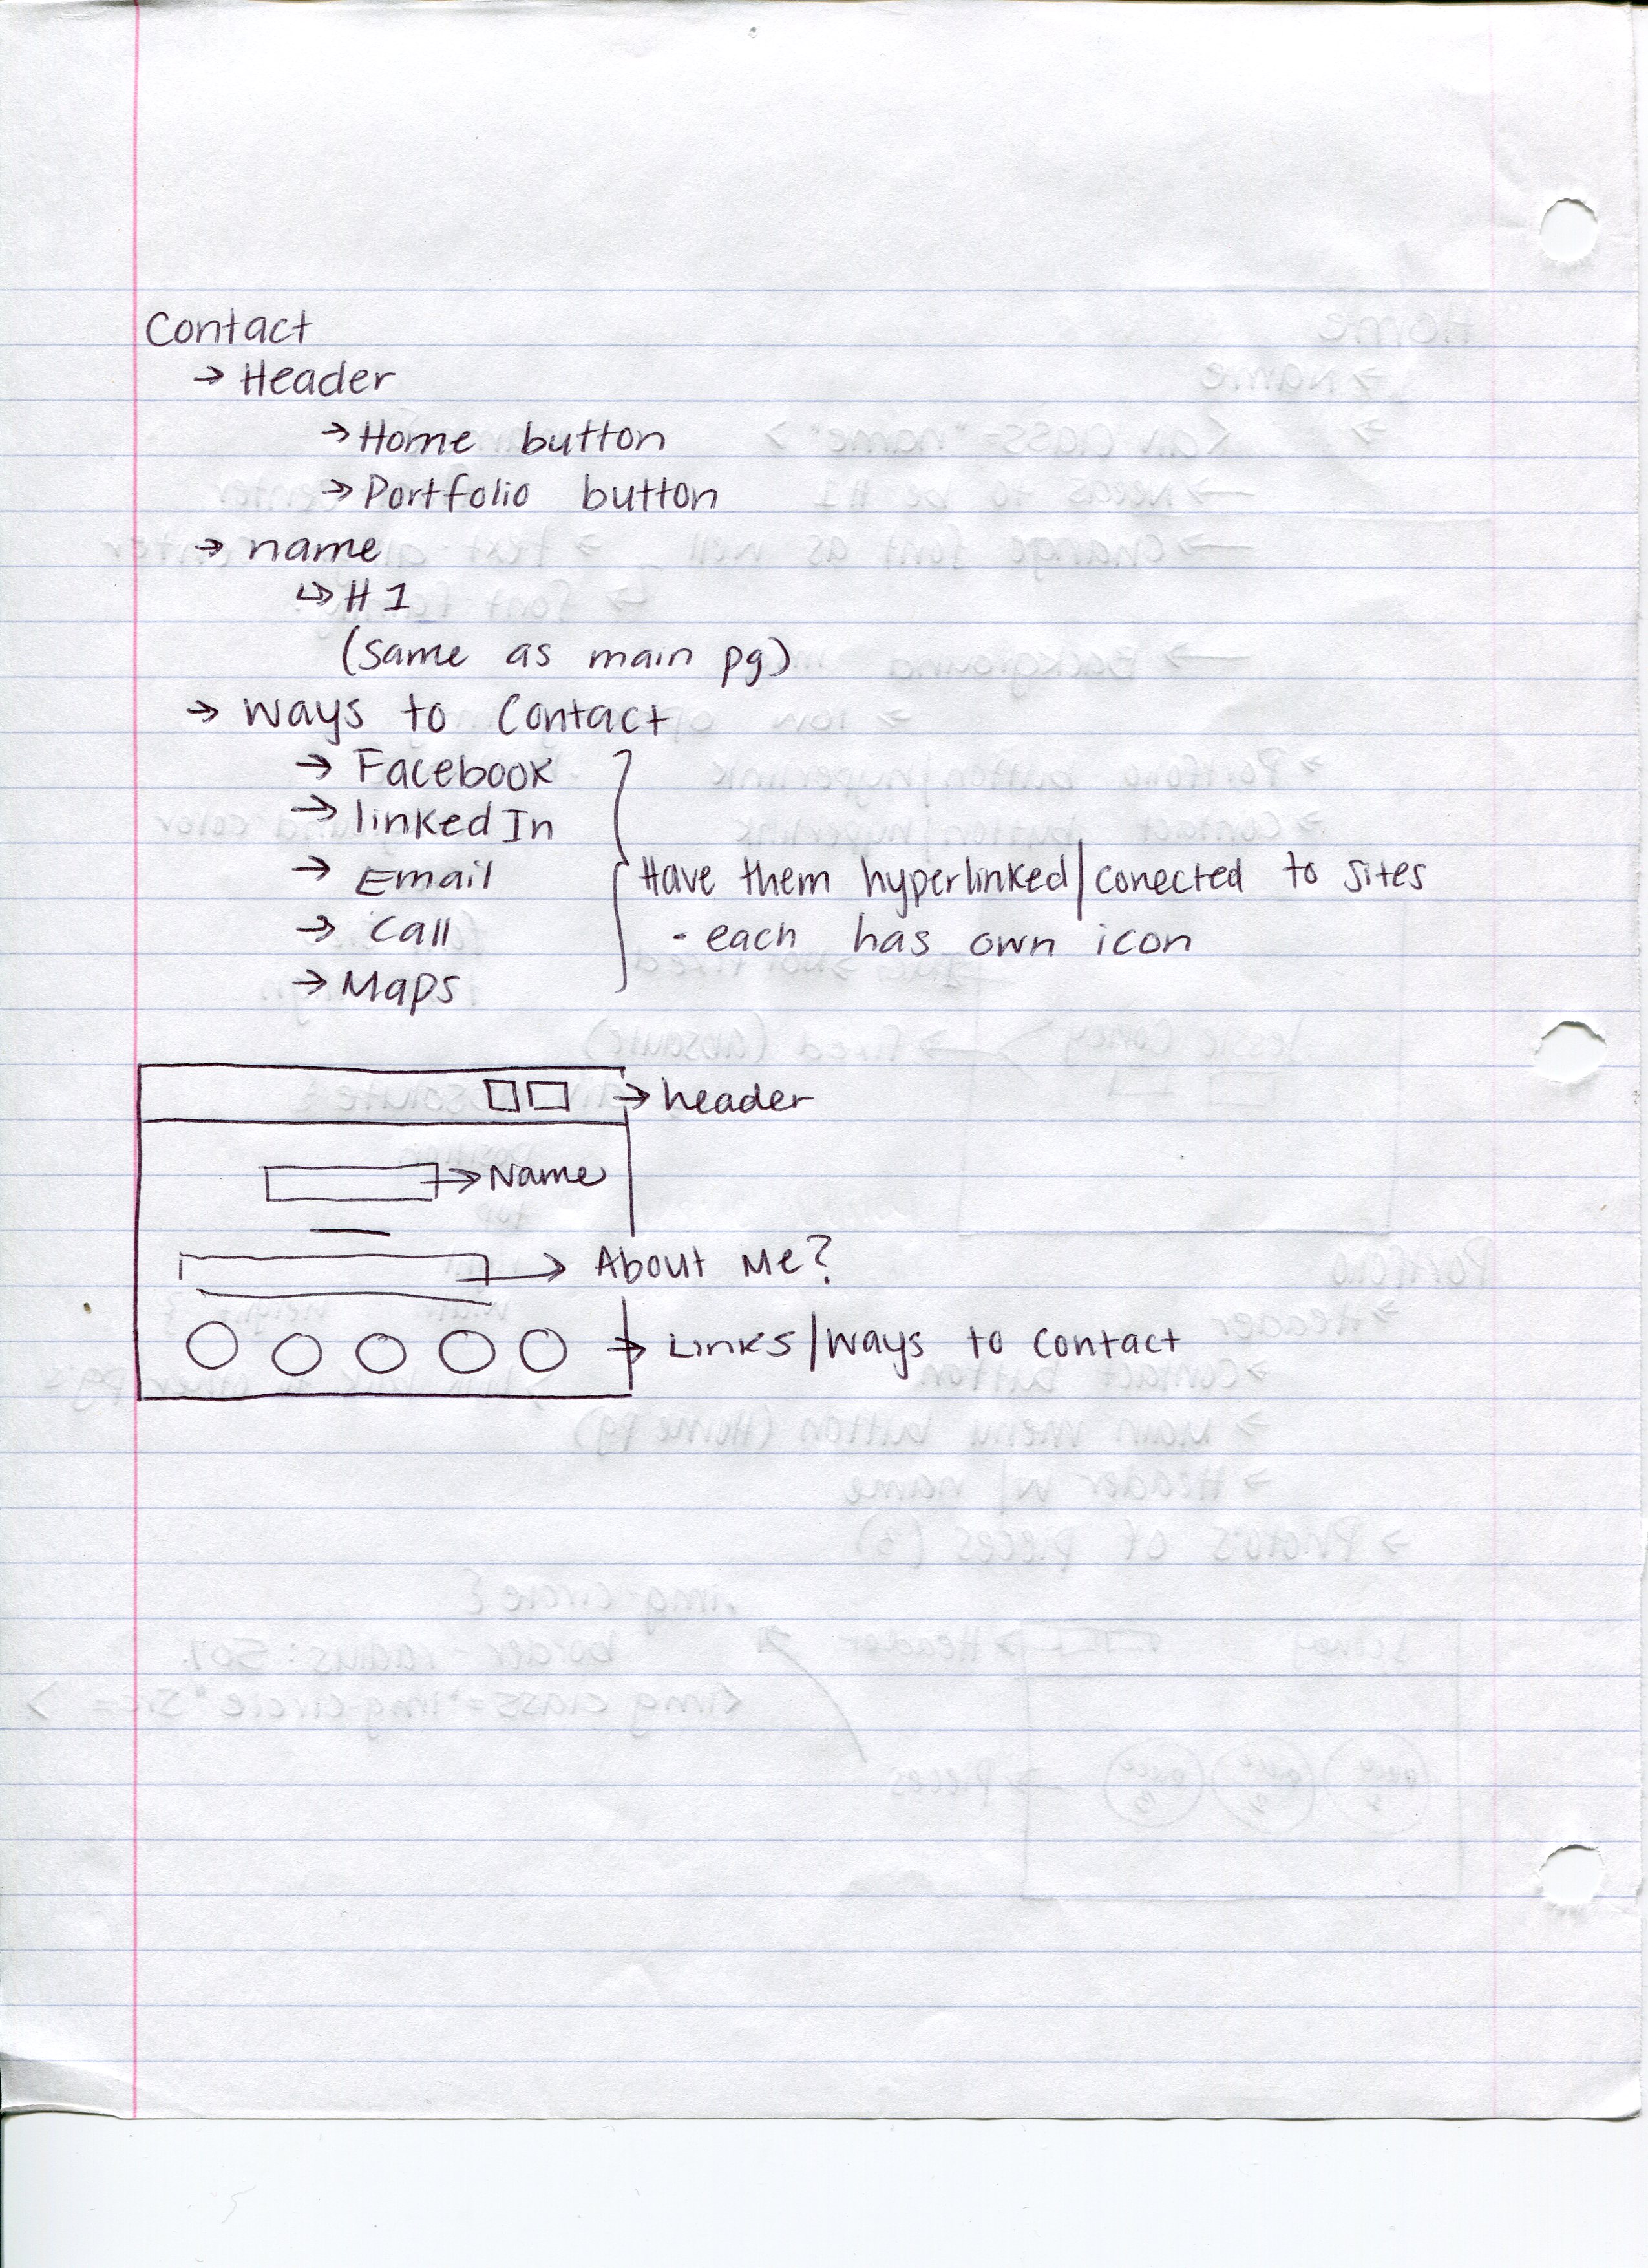 Contact
→ Header
→ Home button
→ Portfolio button
→ name
↳ H1
(same as main pg)
→ ways to contact
→ Facebook
→ linkedIn
→ Email
→ Call
→ Maps
Have them hyperlinked/conected to sites
- each has own icon
→ header
→ Name
→ About Me?
→ Links/ways to contact